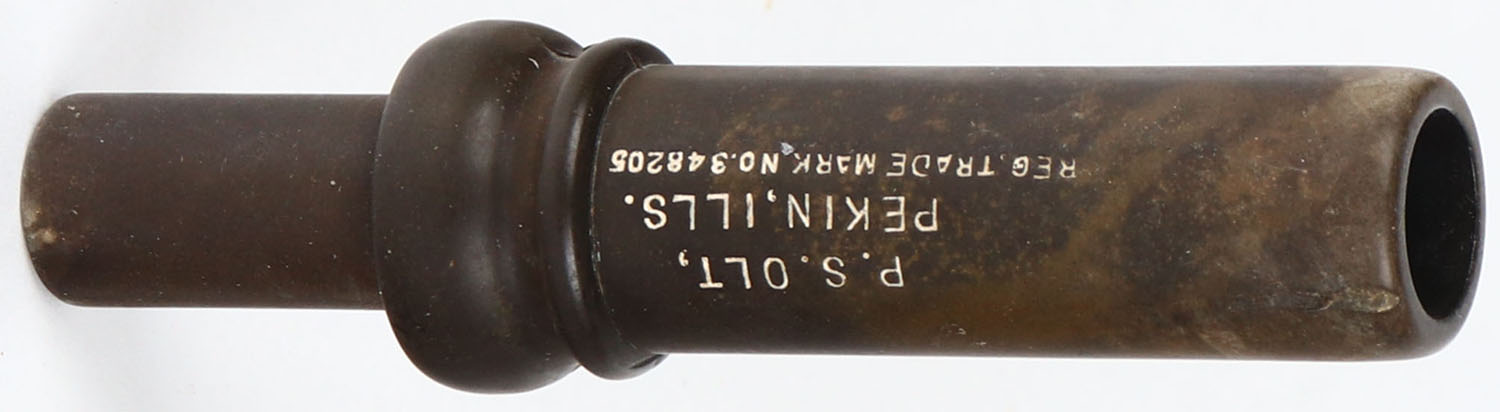 P.S.OLT,
PEKIN, ILLS.
REG. TRADE MARK NO. 348205